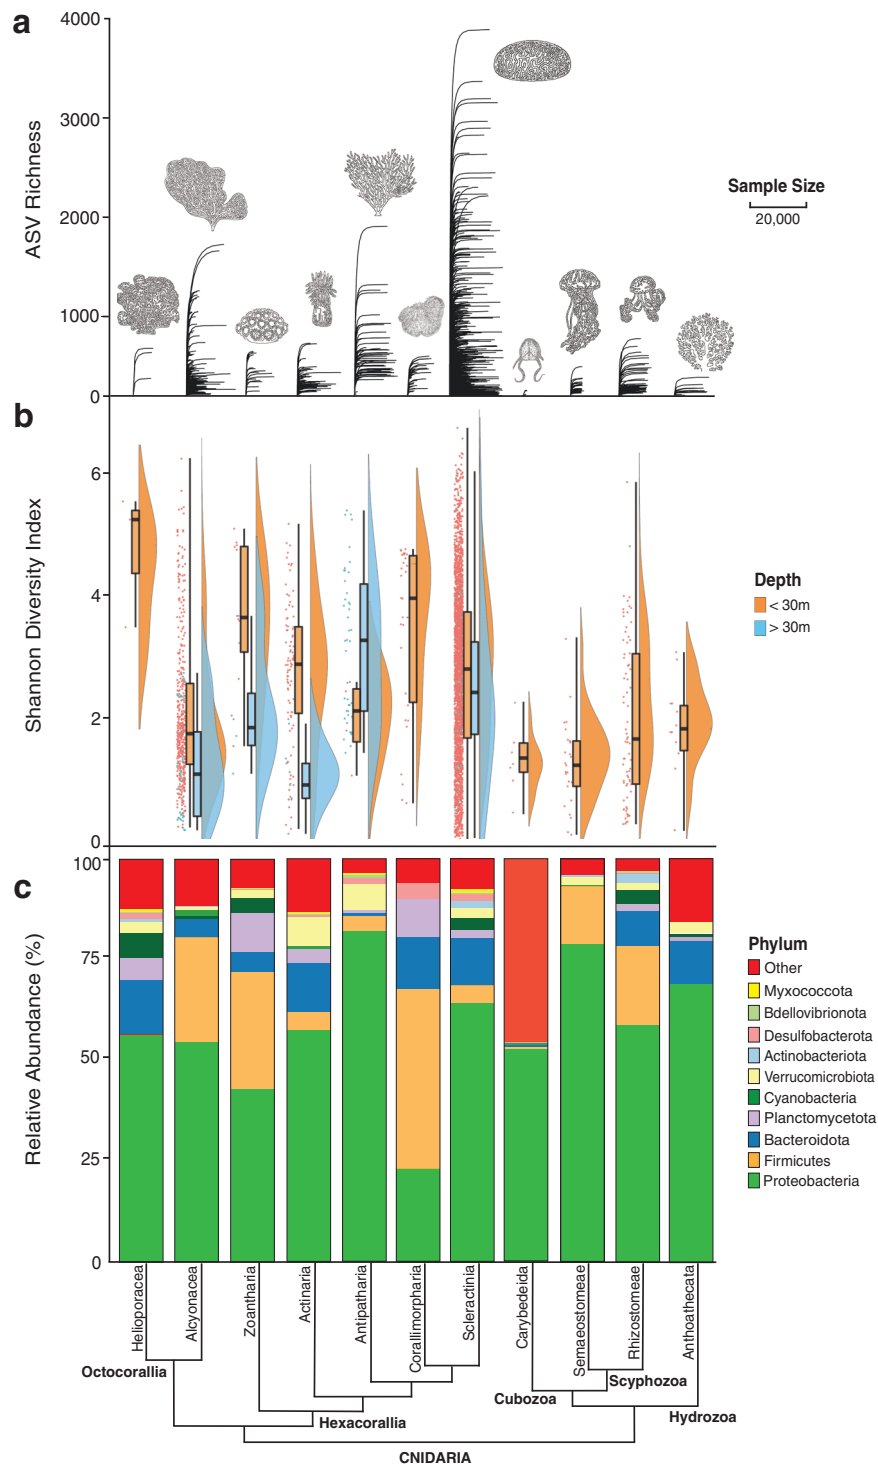 a
4000
3000
2000
1000
0
ASV Richness
Sample Size
20,000
b
6
4
2
0
Shannon Diversity Index
Depth
< 30m
> 30m
c
100
75
50
25
0
Relative Abundance (%)
Phylum
Other
Myxococcota
Bdellovibrionota
Desulfobacterota
Actinobacteriota
Verrucomicrobiota
Cyanobacteria
Planctomycetota
Bacteroidota
Firmicutes
Proteobacteria
Helioporacea
Alcyonacea
Zoantharia
Actinaria
Antipatharia
Corallimorpharia
Scleractinia
Carybedeida
Semaeostomeae
Rhizostomeae
Anthoathecata
Octocorallia
Scyphozoa
Cubozoa
Hydrozoa
Hexacorallia
CNIDARIA